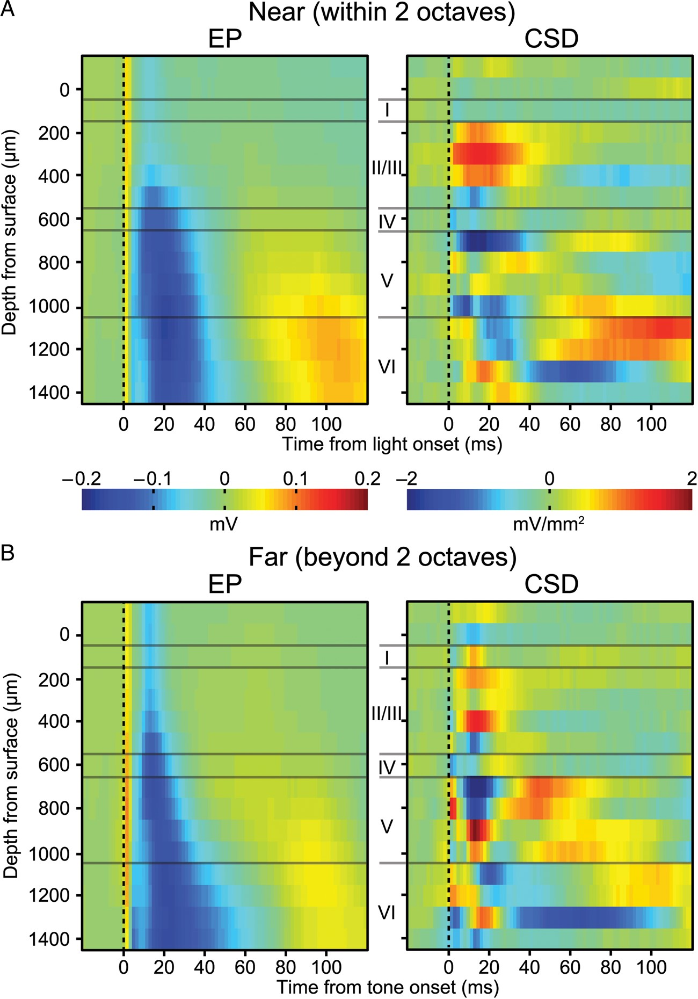 A
Near (within 2 octaves)
EP
CSD
Depth from surface (µm)
0
200
400
600
800
1000
1200
1400
I
II/III
IV
V
VI
0 20 40 60 80 100
0 20 40 60 80 100
Time from light onset (ms)
–0.2 –0.1 0 0.1 0.2
mV
–2 0 2
mV/mm²
B
Far (beyond 2 octaves)
EP
CSD
Depth from surface (µm)
0
200
400
600
800
1000
1200
1400
I
II/III
IV
V
VI
0 20 40 60 80 100
0 20 40 60 80 100
Time from tone onset (ms)